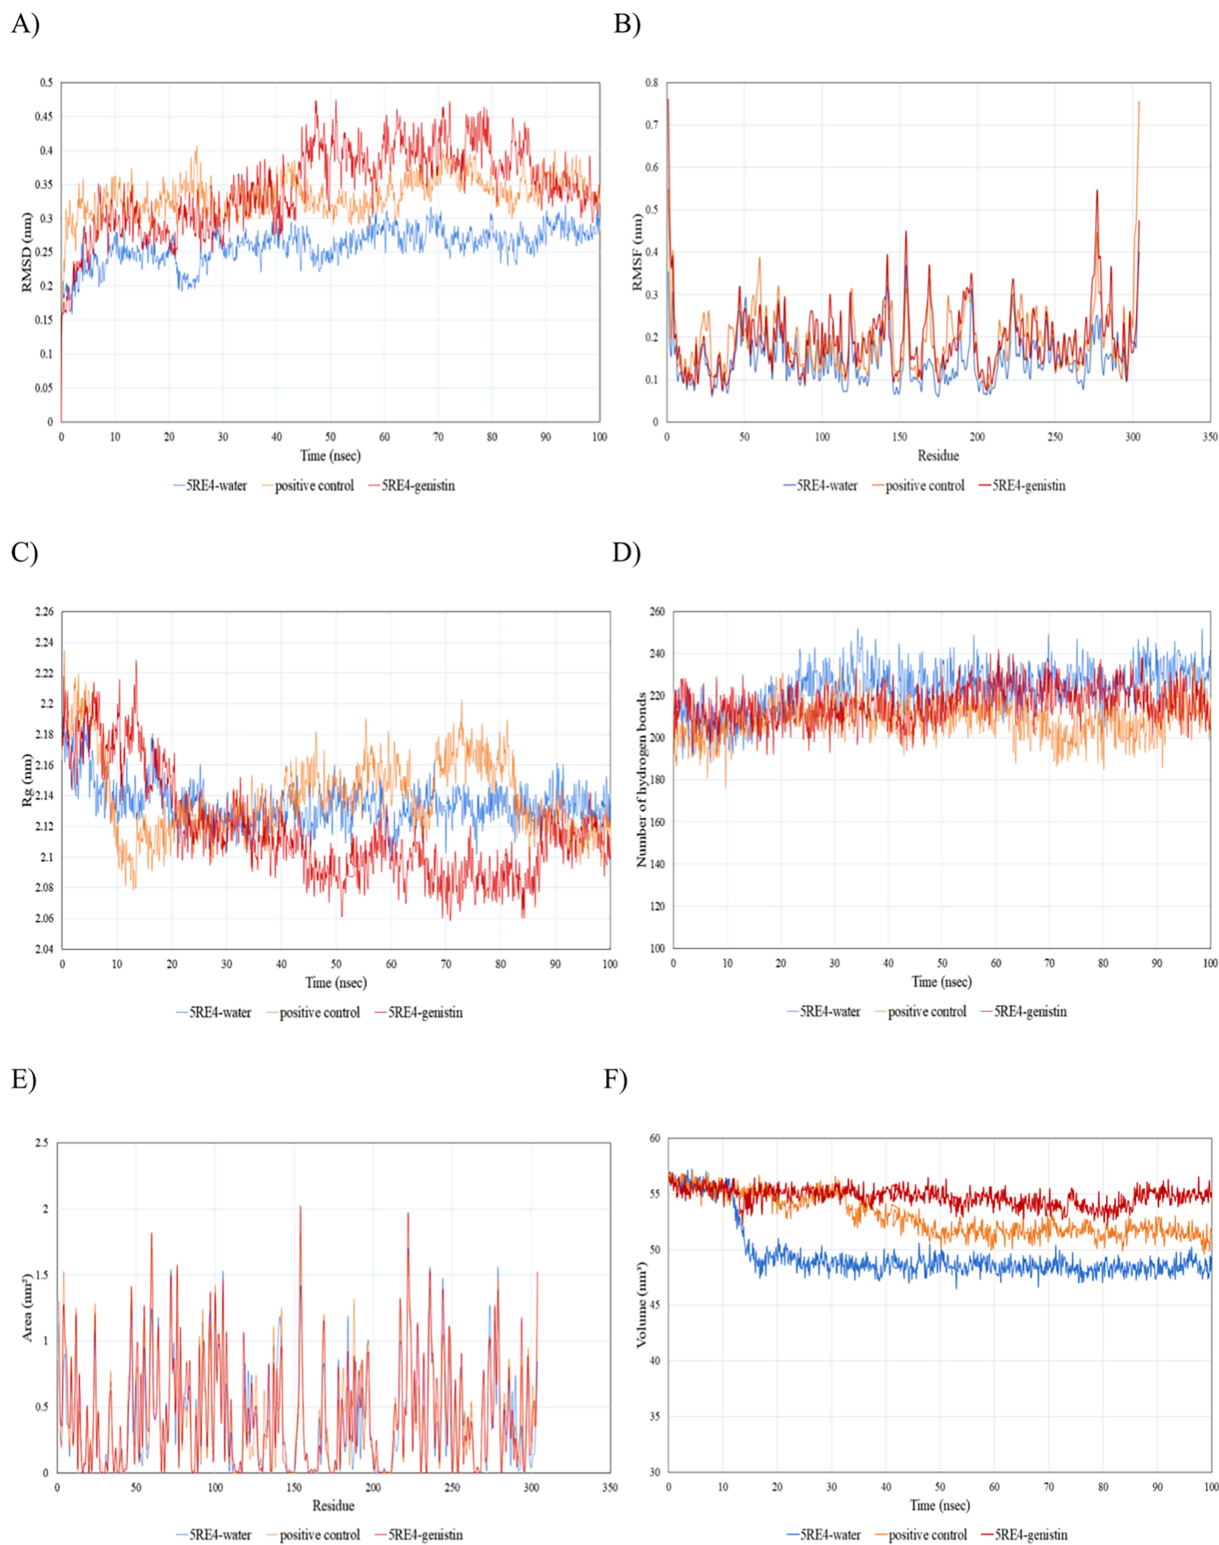 A)
B)
0.5
0.45
0.4
0.35
0.3
0.25
0.2
0.15
0.1
0.05
0
RMSD (nm)
0 10 20 30 40 50 60 70 80 90 100
Time (nsec)
5RE4-water positive control 5RE4-genistin
0.8
0.7
0.6
0.5
0.4
0.3
0.2
0.1
0
RMSF (nm)
0 50 100 150 200 250 300 350
Residue
5RE4-water positive control 5RE4-genistin
C)
D)
2.26
2.24
2.22
2.2
2.18
2.16
2.14
2.12
2.1
2.08
2.06
2.04
Rg (nm)
0 10 20 30 40 50 60 70 80 90 100
Time (nsec)
5RE4-water positive control 5RE4-genistin
260
240
220
200
180
160
140
120
100
Number of hydrogen bonds
0 10 20 30 40 50 60 70 80 90 100
Time (nsec)
5RE4-water positive control 5RE4-genistin
E)
F)
2.5
2
1.5
1
0.5
0
Area (nm²)
0 50 100 150 200 250 300 350
Residue
5RE4-water positive control 5RE4-genistin
60
55
50
45
40
35
30
Volume (nm³)
0 10 20 30 40 50 60 70 80 90 100
Time (nsec)
5RE4-water positive control 5RE4-genistin